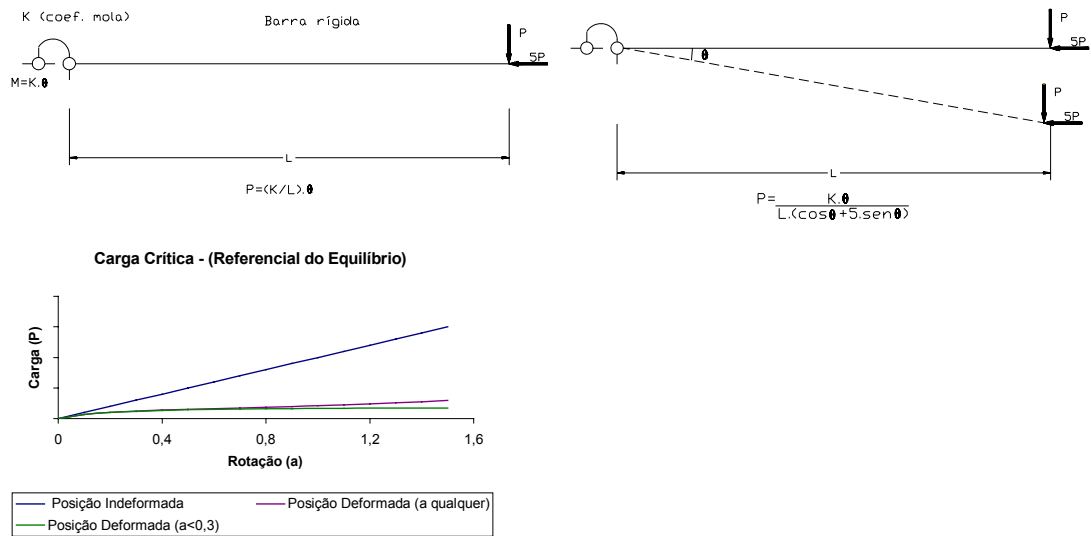 K (coef. mola)
Barra rígida
P
5P
M=K.θ
L
P=(K/L).θ
P
5P
θ
P
5P
L
P= K.θ
L.(cosθ+5.senθ)
Carga Crítica - (Referencial do Equilíbrio)
Carga (P)
0 0,4 0,8 1,2 1,6
Rotação (a)
Posição Indeformada
Posição Deformada (a qualquer)
Posição Deformada (a<0,3)